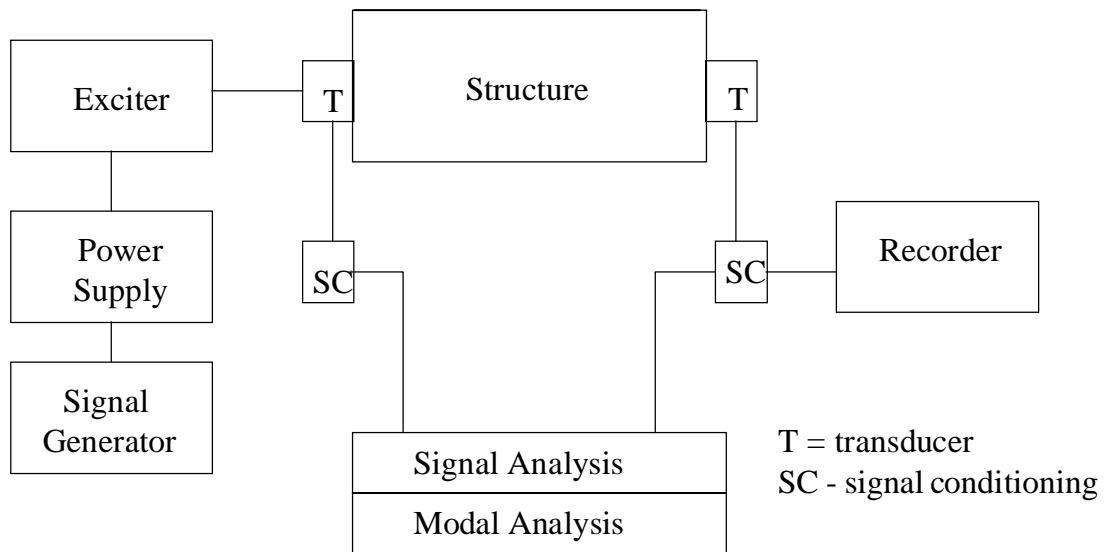 Exciter
T
Structure
T
Power
Supply
SC
SC
Recorder
Signal
Generator
Signal Analysis
Modal Analysis
T = transducer
SC - signal conditioning